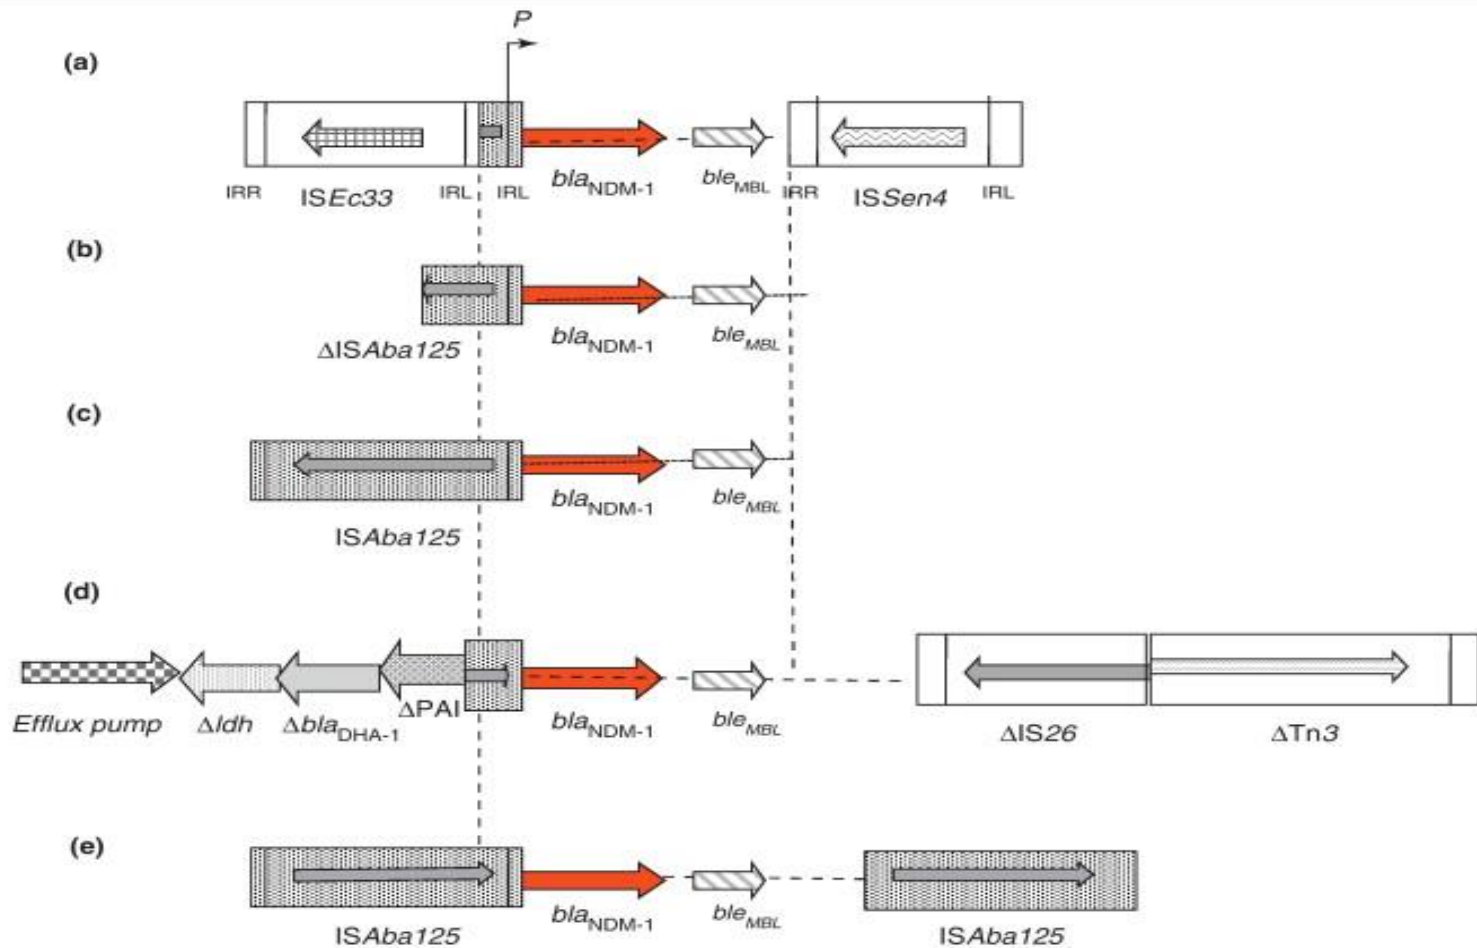 P
(a)
IRR ISEc33 IRL IRL blaNDM-1 bleMBL IRR ISSen4 IRL
(b)
ΔISAba125 blaNDM-1 bleMBL
(c)
ISAba125 blaNDM-1 bleMBL
(d)
Efflux pump Δldh ΔblaDHA-1 ΔPAI blaNDM-1 bleMBL ΔIS26 ΔTn3
(e)
ISAba125 blaNDM-1 bleMBL ISAba125